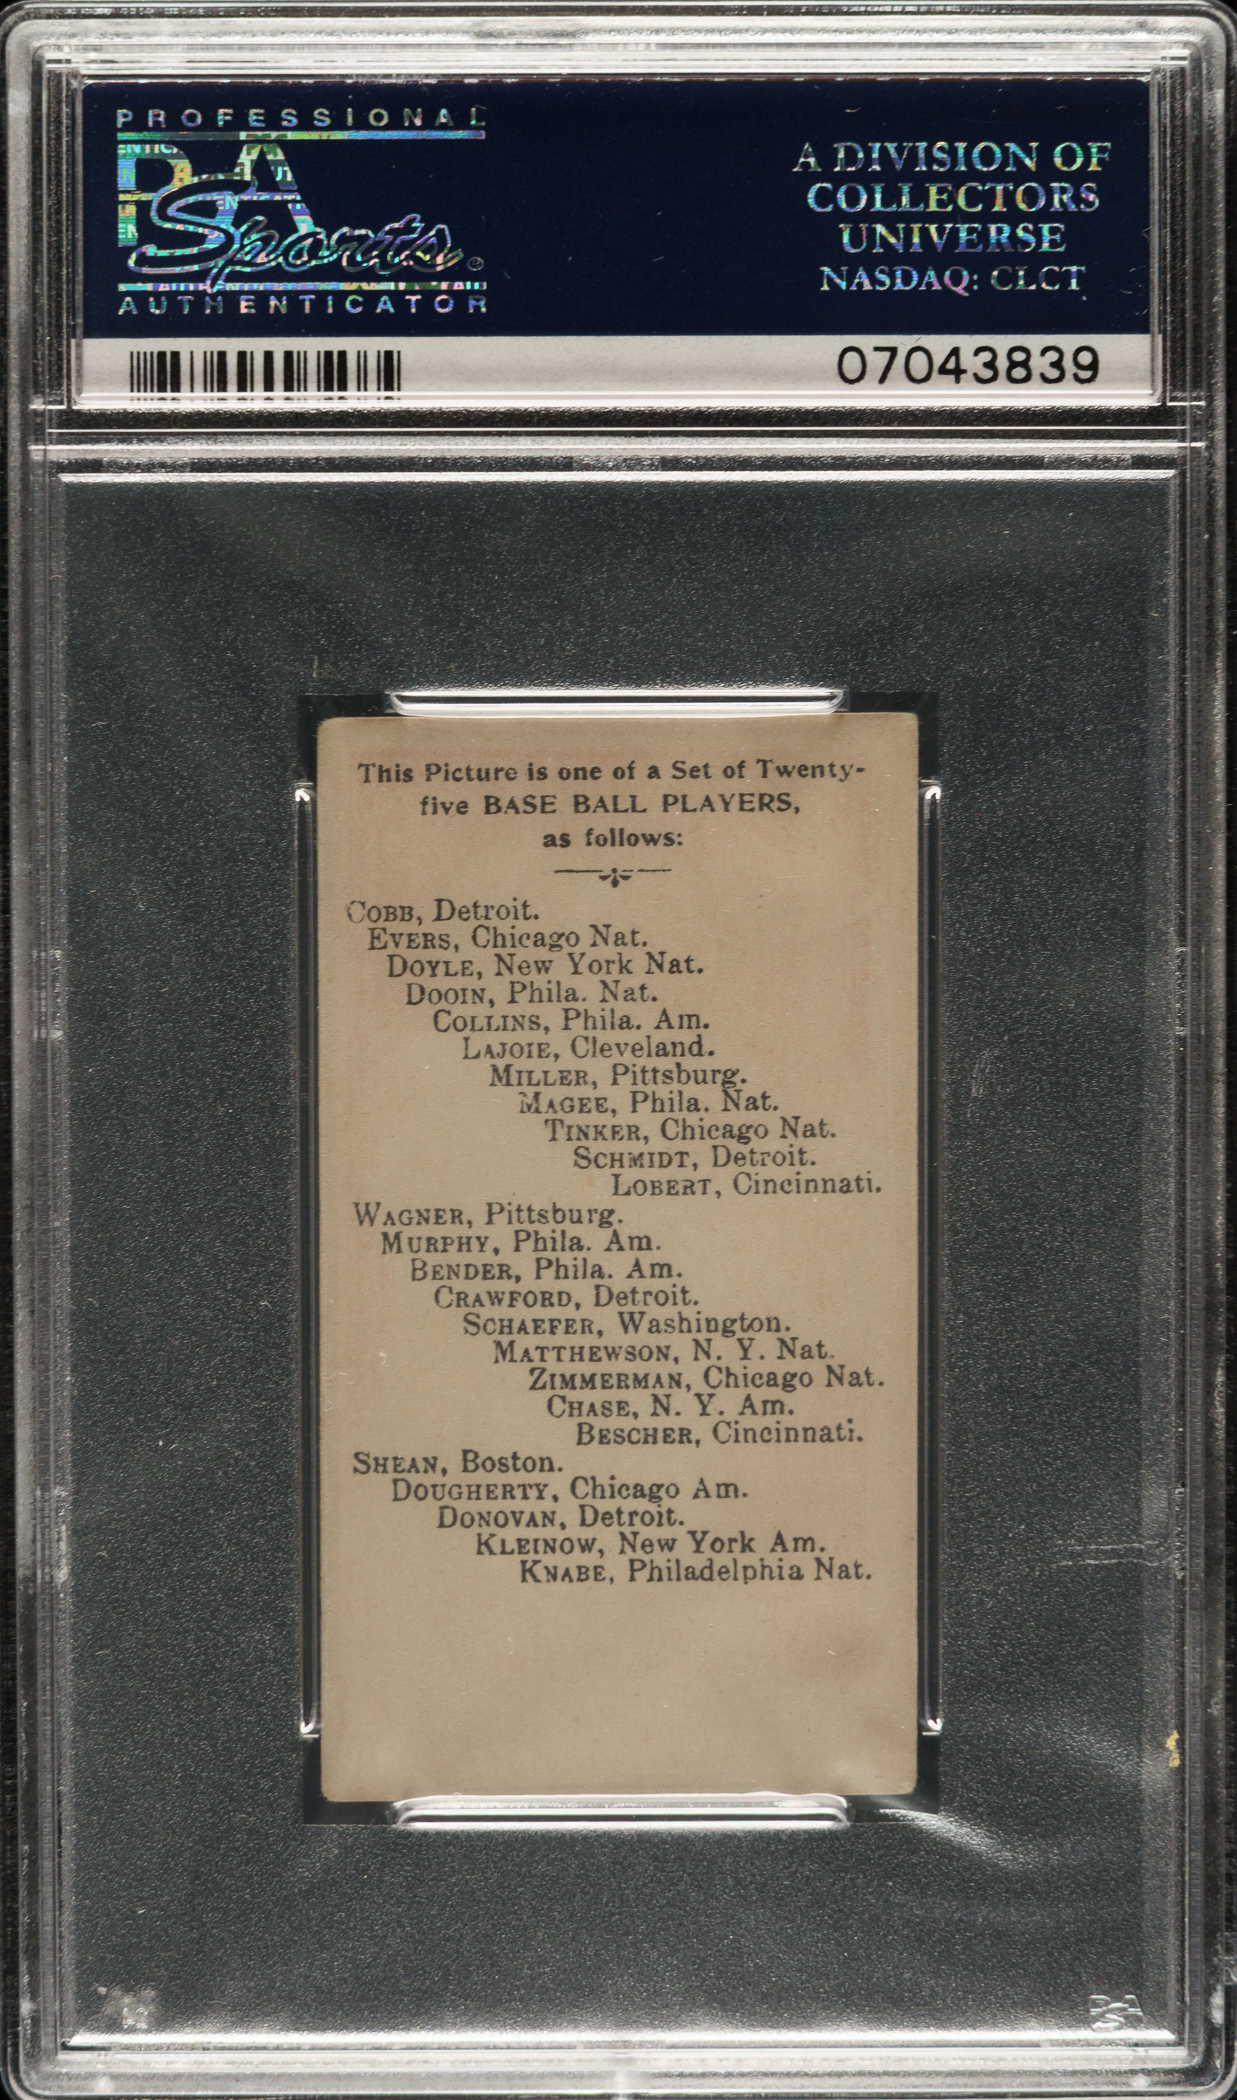 PROFESSIONAL
PSA
Sports
AUTHENTICATOR
A DIVISION OF
COLLECTORS
UNIVERSE
NASDAQ: CLCT
07043839
This Picture is one of a Set of Twenty-
five BASE BALL PLAYERS,
as follows:
COBB, Detroit.
EVERS, Chicago Nat.
DOYLE, New York Nat.
DOOIN, Phila. Nat.
COLLINS, Phila. Am.
LAJOIE, Cleveland.
MILLER, Pittsburg.
MAGEE, Phila. Nat.
TINKER, Chicago Nat.
SCHMIDT, Detroit.
LOBERT, Cincinnati.
WAGNER, Pittsburg.
MURPHY, Phila. Am.
BENDER, Phila. Am.
CRAWFORD, Detroit.
SCHAEFER, Washington.
MATTHEWSON, N. Y. Nat.
ZIMMERMAN, Chicago Nat.
CHASE, N. Y. Am.
BESCHER, Cincinnati.
SHEAN, Boston.
DOUGHERTY, Chicago Am.
DONOVAN, Detroit.
KLEINOW, New York Am.
KNABE, Philadelphia Nat.
PSA